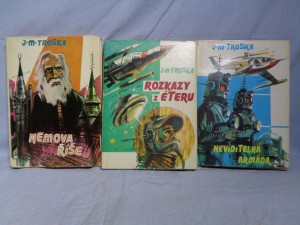 J·M·TROSKA
NEMOVA
ŘÍŠE
J·M·TROSKA
ROZKAZY
Z ÉTERU
J·M·TROSKA
NEVIDITELNÁ
ARMÁDA